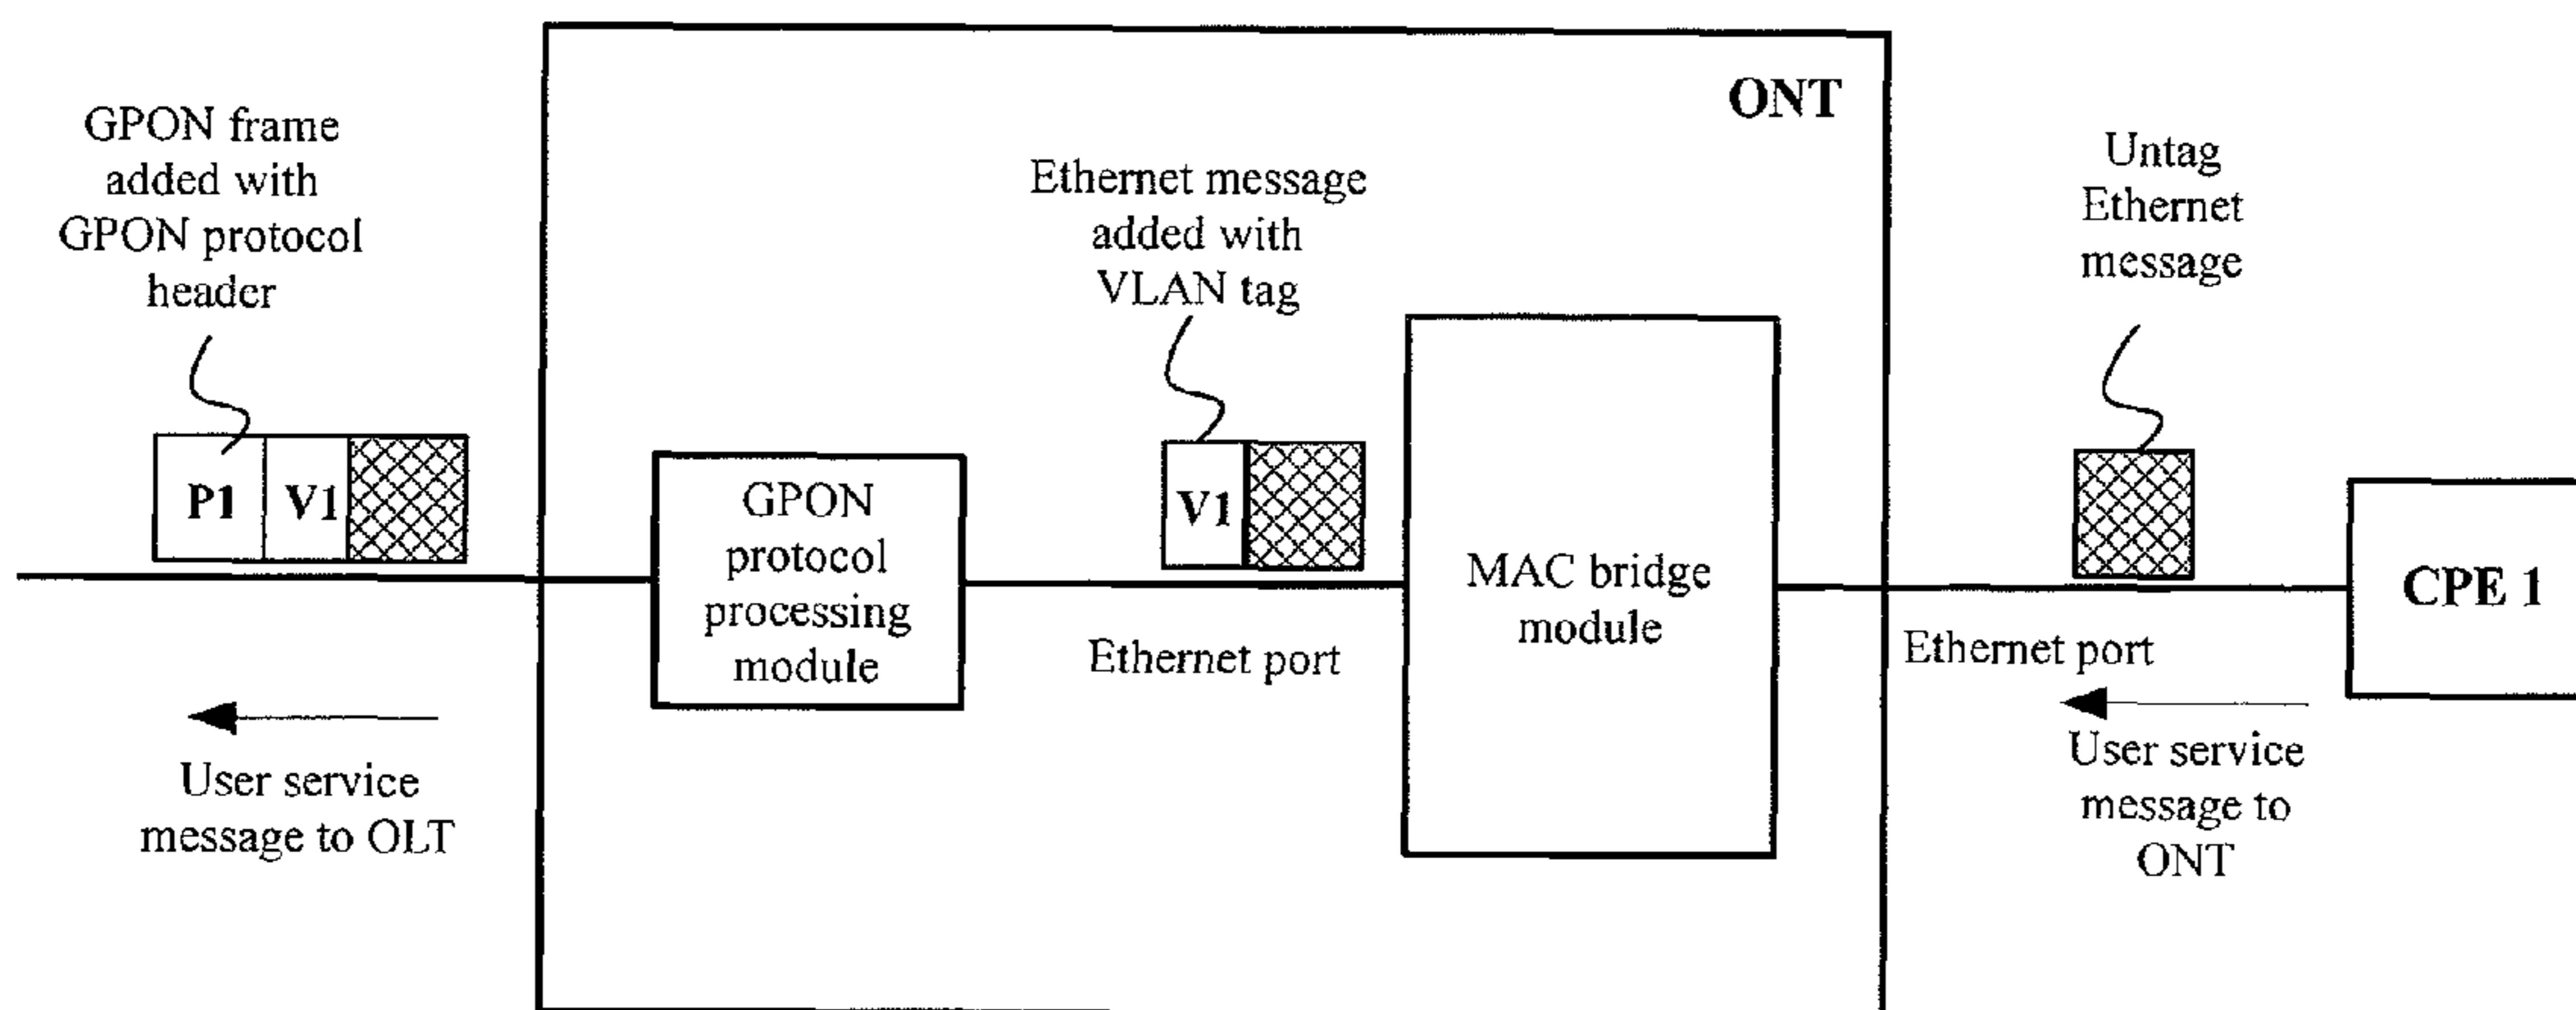 ONT
GPON frame
added with
GPON protocol
header
Ethernet message
added with
VLAN tag
Untag
Ethernet
message
P1 V1
V1
GPON
protocol
processing
module
MAC bridge
module
CPE 1
Ethernet port
Ethernet port
User service
message to OLT
User service
message to
ONT